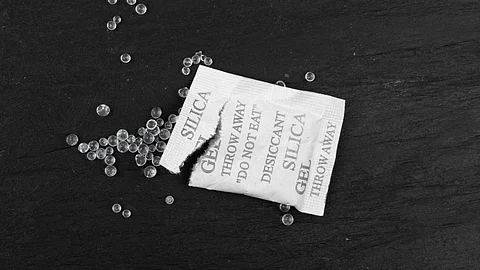 SILICA
GEL
THROW AWAY
"DO NOT EAT"
DESICCANT
SILICA
GEL
THROW AWAY